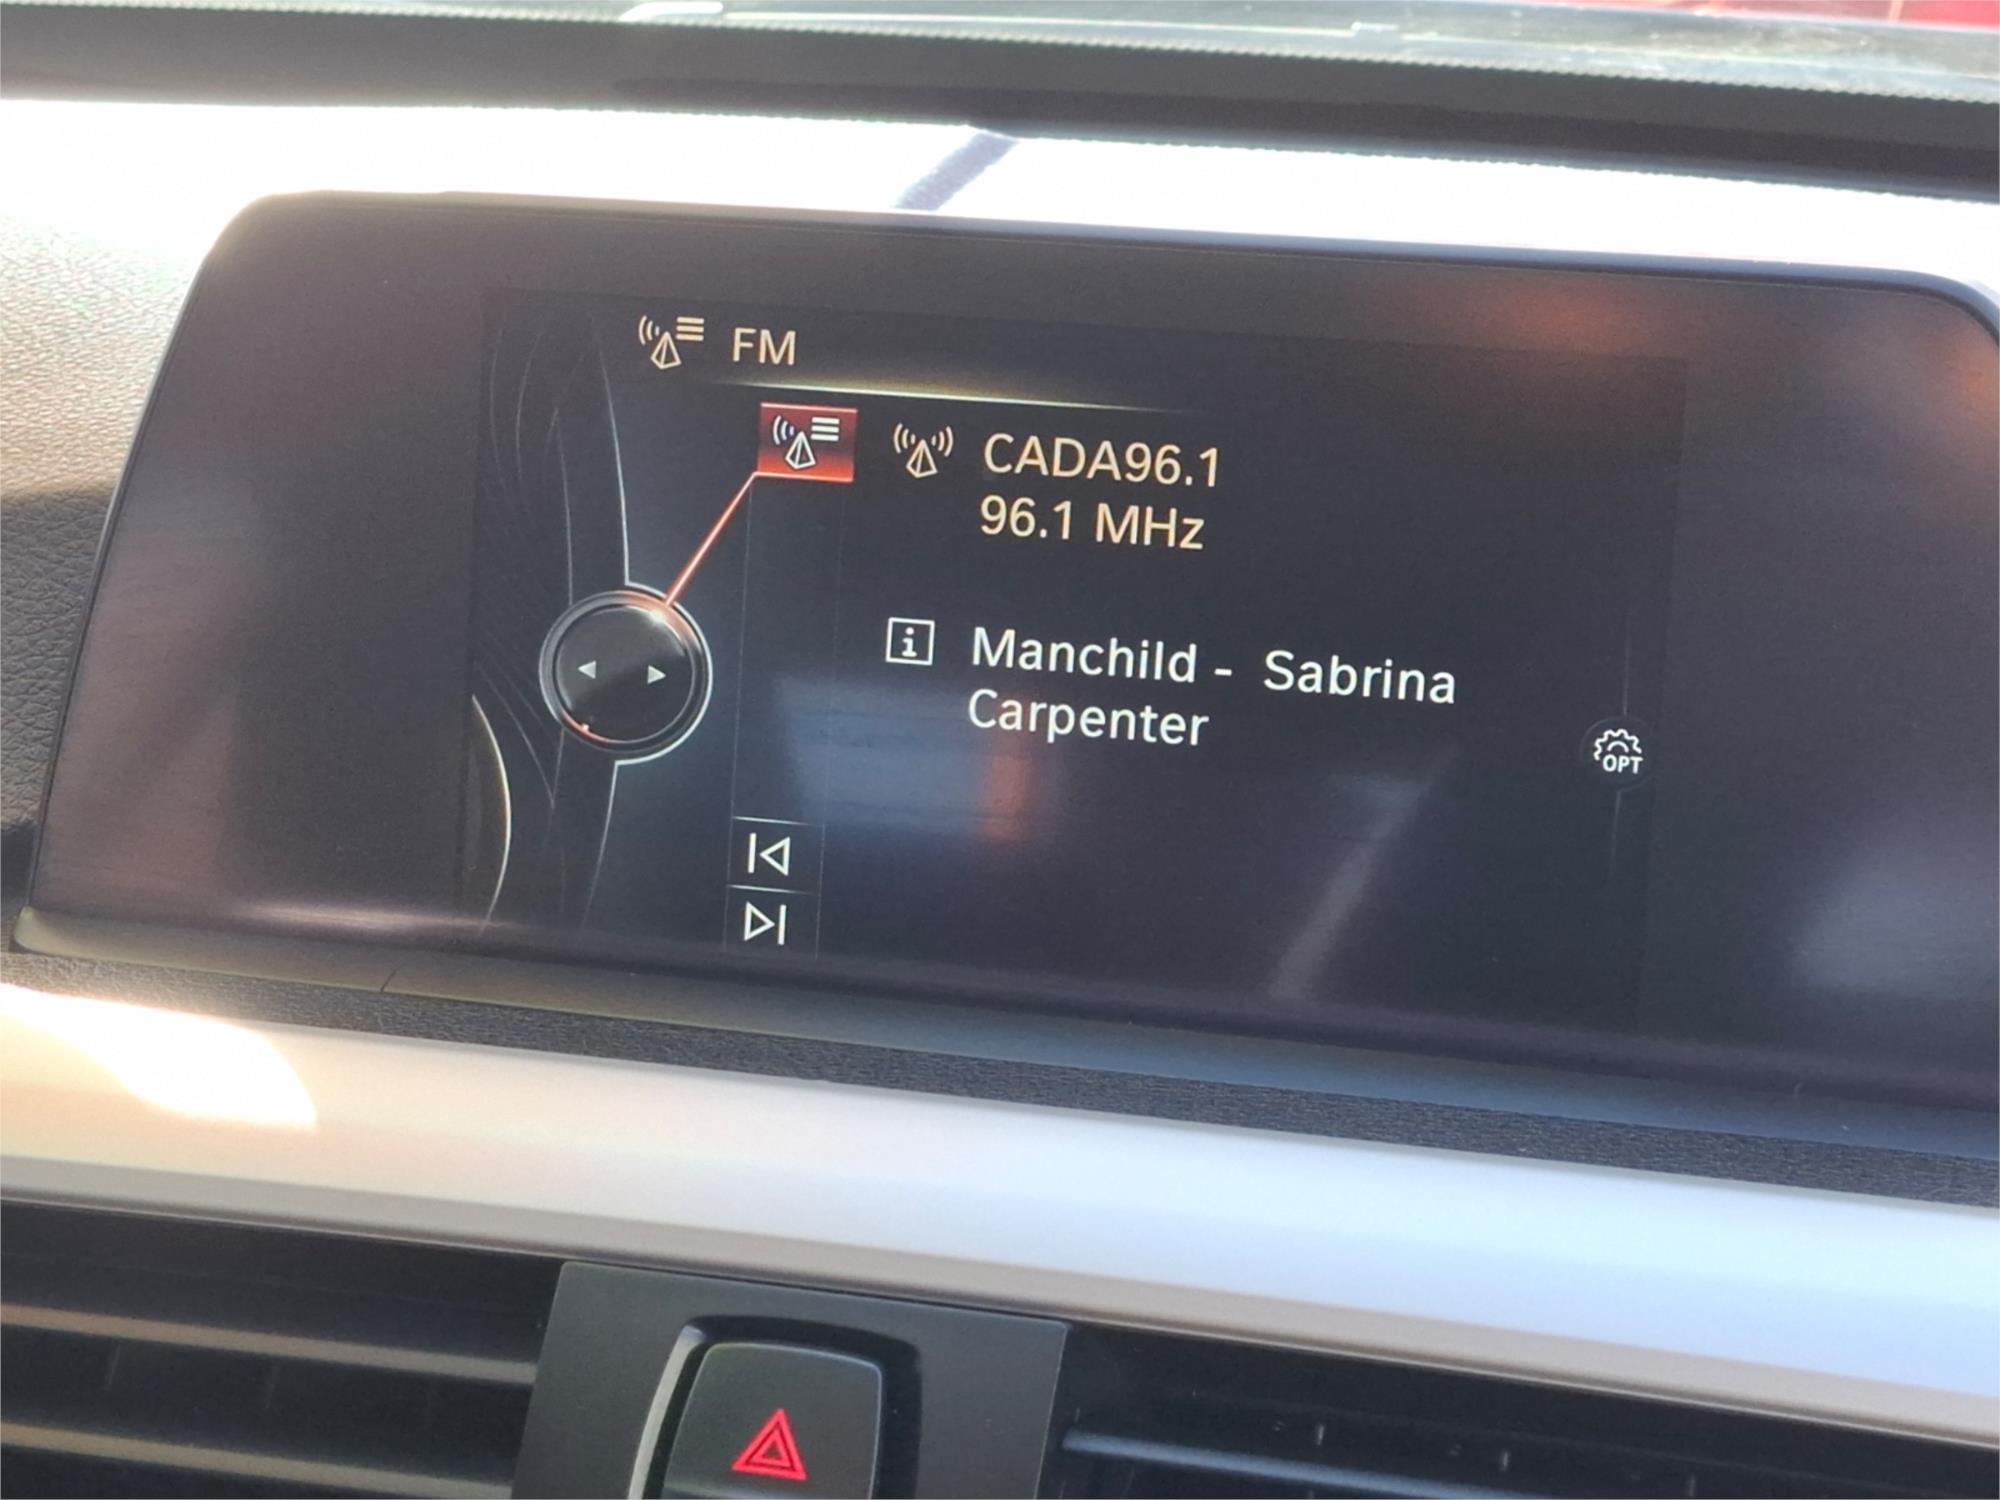 FM
CADA96.1
96.1 MHz
i Manchild - Sabrina
Carpenter
OPT